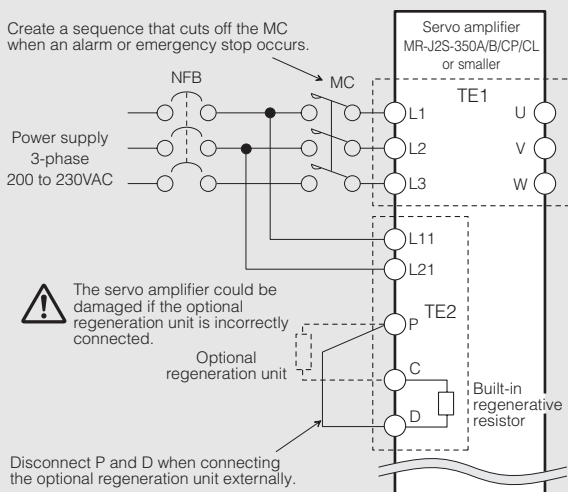 Create a sequence that cuts off the MC
when an alarm or emergency stop occurs.
Servo amplifier
MR-J2S-350A/B/CP/CL
or smaller
NFB
MC
TE1
L1
U
Power supply
3-phase
200 to 230VAC
L2
V
L3
W
L11
L21
The servo amplifier could be
damaged if the optional
regeneration unit is incorrectly
connected.
P
TE2
Optional
regeneration unit
C
D
Built-in
regenerative
resistor
Disconnect P and D when connecting
the optional regeneration unit externally.